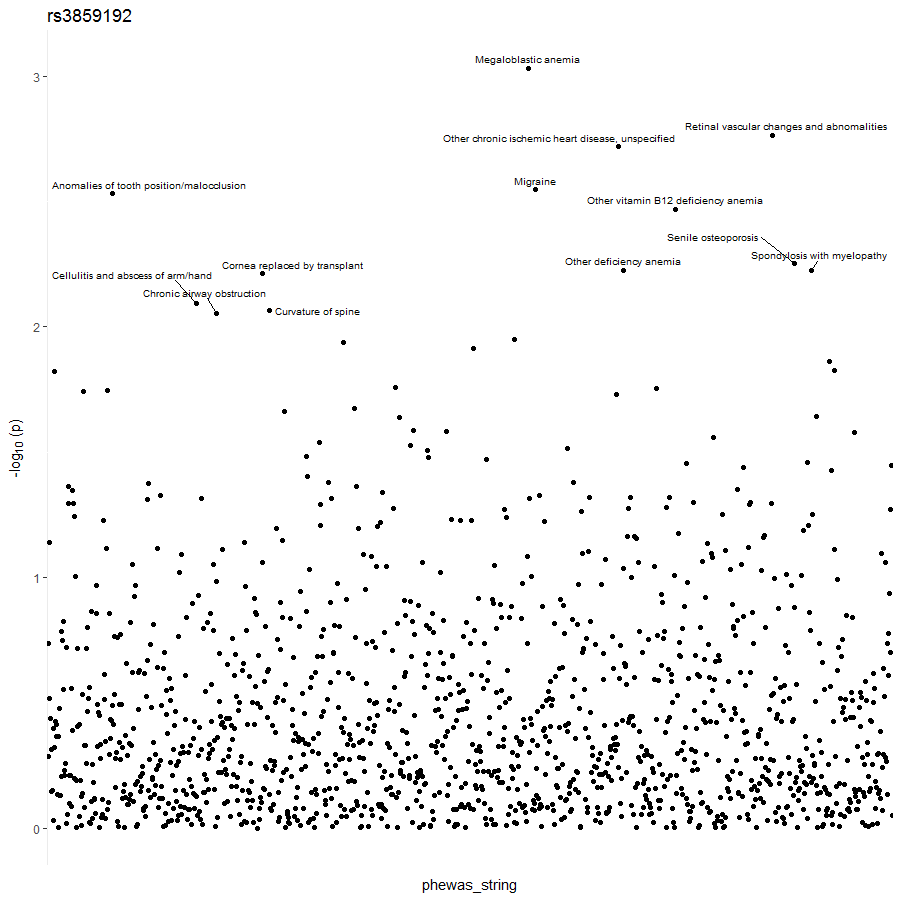 rs3859192
Megaloblastic anemia
3
Retinal vascular changes and abnomalities
Other chronic ischemic heart disease, unspecified
Anomalies of tooth position/malocclusion
Migraine
Other vitamin B12 deficiency anemia
Senile osteoporosis
Spondylosis with myelopathy
Other deficiency anemia
Cornea replaced by transplant
Cellulitis and abscess of arm/hand
Chronic airway obstruction
Curvature of spine
2
-log10 (p)
1
0
phewas_string